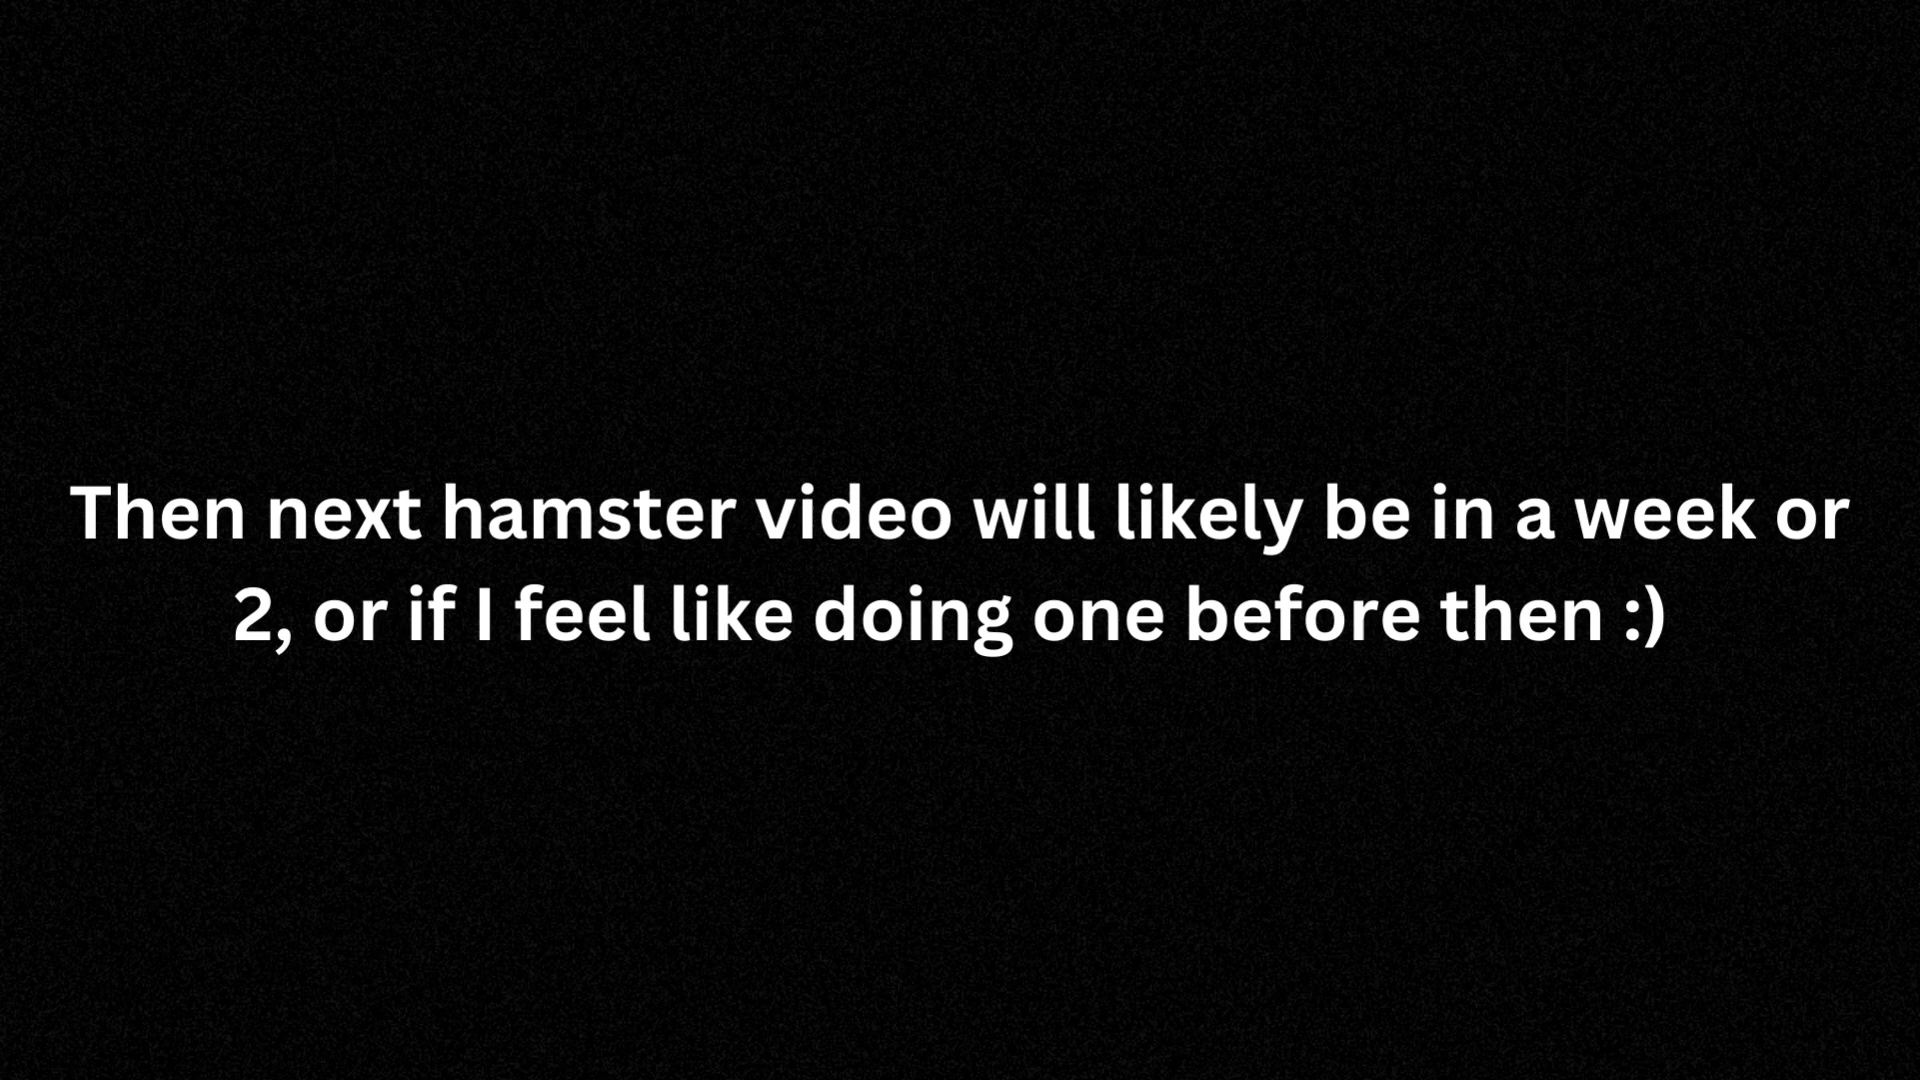 Then next hamster video will likely be in a week or
2, or if I feel like doing one before then :)